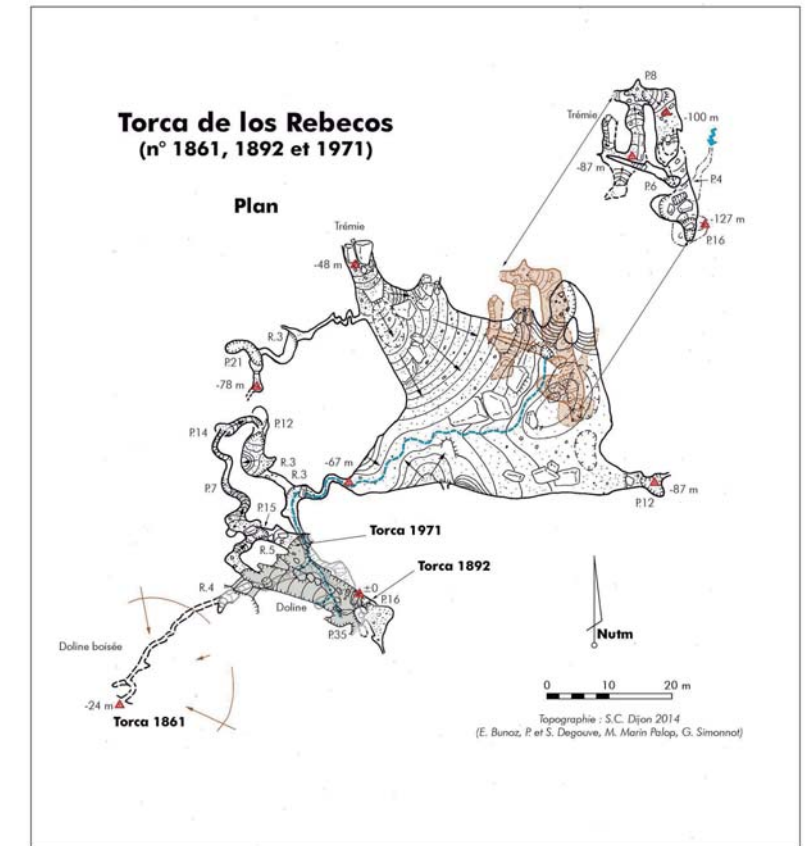 Torca de los Rebecos
(n° 1861, 1892 et 1971)
Plan
P.8
Trémie
-100 m
-87 m
P.6
P.4
-127 m
P.16
Trémie
-48 m
R.3
P.21
-78 m
P.14
P.12
R.3
R.3
-67 m
P.7
P.15
P.12
-87 m
Torca 1971
R.5
Torca 1892
R.4
±0
P.16
Doline
P.35
Doline boisée
-24 m
Torca 1861
Nutm
0 10 20 m
Topographie : S.C. Dijon 2014
(E. Bunoz, P. et S. Degouve, M. Marin Palop, G. Simonnot)